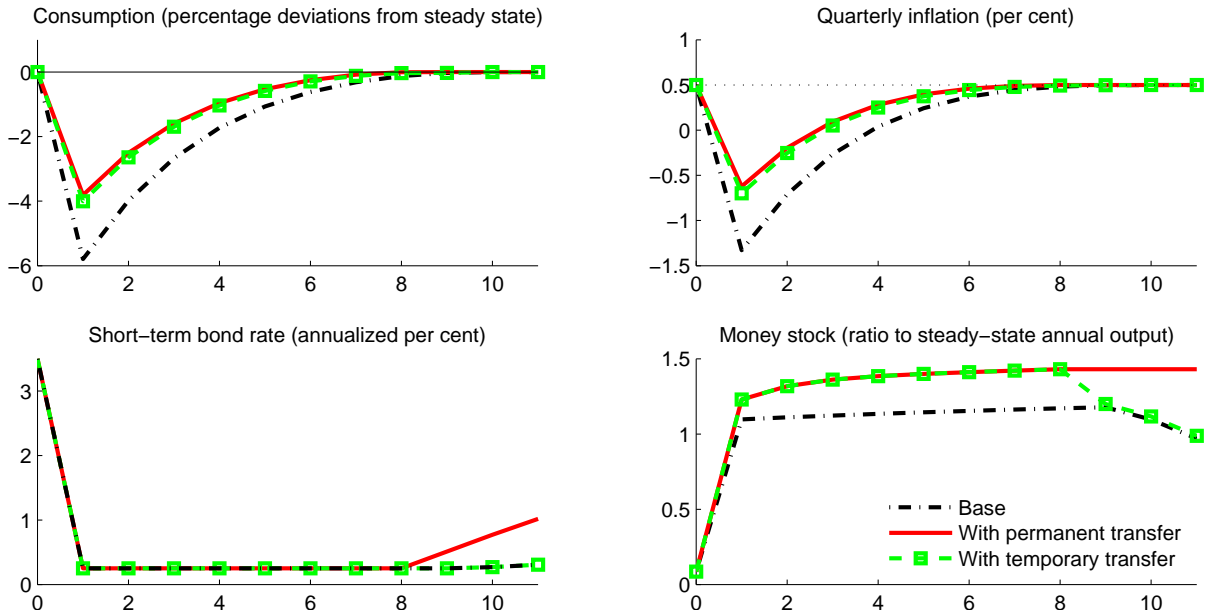 Consumption (percentage deviations from steady state)
0
−2
−4
−6
0 2 4 6 8 10
Quarterly inflation (per cent)
1
0.5
0
−0.5
−1
−1.5
0 2 4 6 8 10
Short−term bond rate (annualized per cent)
3
2
1
0
0 2 4 6 8 10
Money stock (ratio to steady−state annual output)
1.5
1
0.5
0
0 2 4 6 8 10
Base
With permanent transfer
With temporary transfer